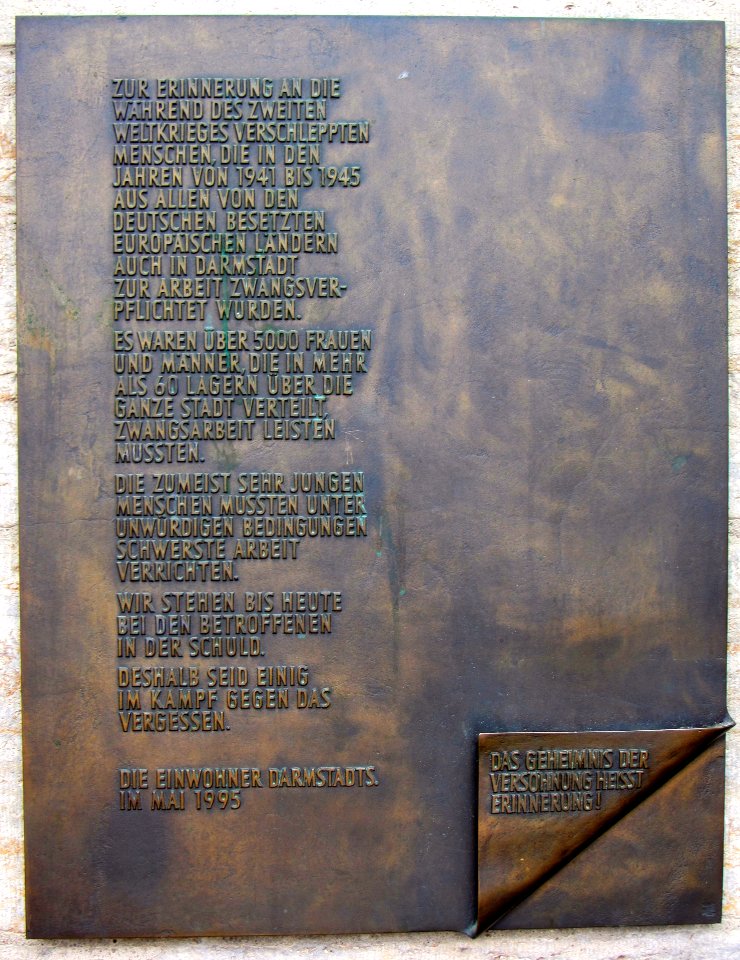 ZUR ERINNERUNG AN DIE
WÄHREND DES ZWEITEN
WELTKRIEGES VERSCHLEPPTEN
MENSCHEN, DIE IN DEN
JAHREN VON 1941 BIS 1945
AUS ALLEN VON DEN
DEUTSCHEN BESETZTEN
EUROPÄISCHEN LÄNDERN
AUCH IN DARMSTADT
ZUR ARBEIT ZWANGSVER-
PFLICHTET WURDEN.
ES WAREN ÜBER 5000 FRAUEN
UND MÄNNER, DIE IN MEHR
ALS 60 LAGERN ÜBER DIE
GANZE STADT VERTEILT,
ZWANGSARBEIT LEISTEN
MUSSTEN.
DIE ZUMEIST SEHR JUNGEN
MENSCHEN MUSSTEN UNTER
UNWÜRDIGEN BEDINGUNGEN
SCHWERSTE ARBEIT
VERRICHTEN.
WIR STEHEN BIS HEUTE
BEI DEN BETROFFENEN
IN DER SCHULD.
DESHALB SEID EINIG
IM KAMPF GEGEN DAS
VERGESSEN.
DIE EINWOHNER DARMSTADTS.
IM MAI 1995
DAS GEHEIMNIS DER
VERSÖHNUNG HEISST
ERINNERUNG!